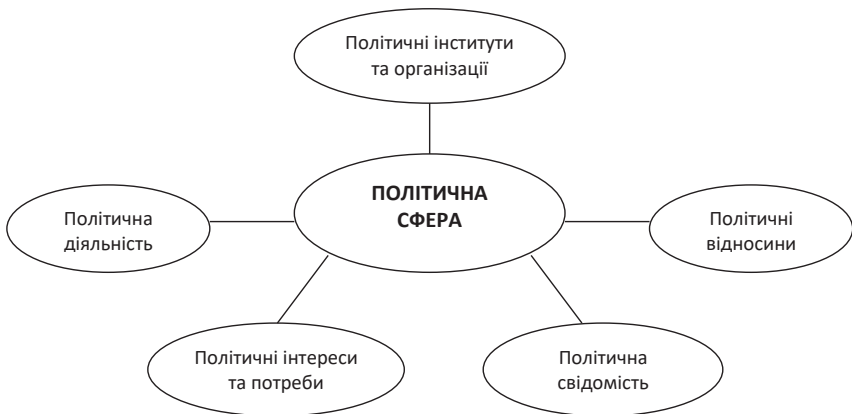 Політичні інститути
та організації
ПОЛІТИЧНА
СФЕРА
Політична
діяльність
Політичні
відносини
Політичні інтереси
та потреби
Політична
свідомість